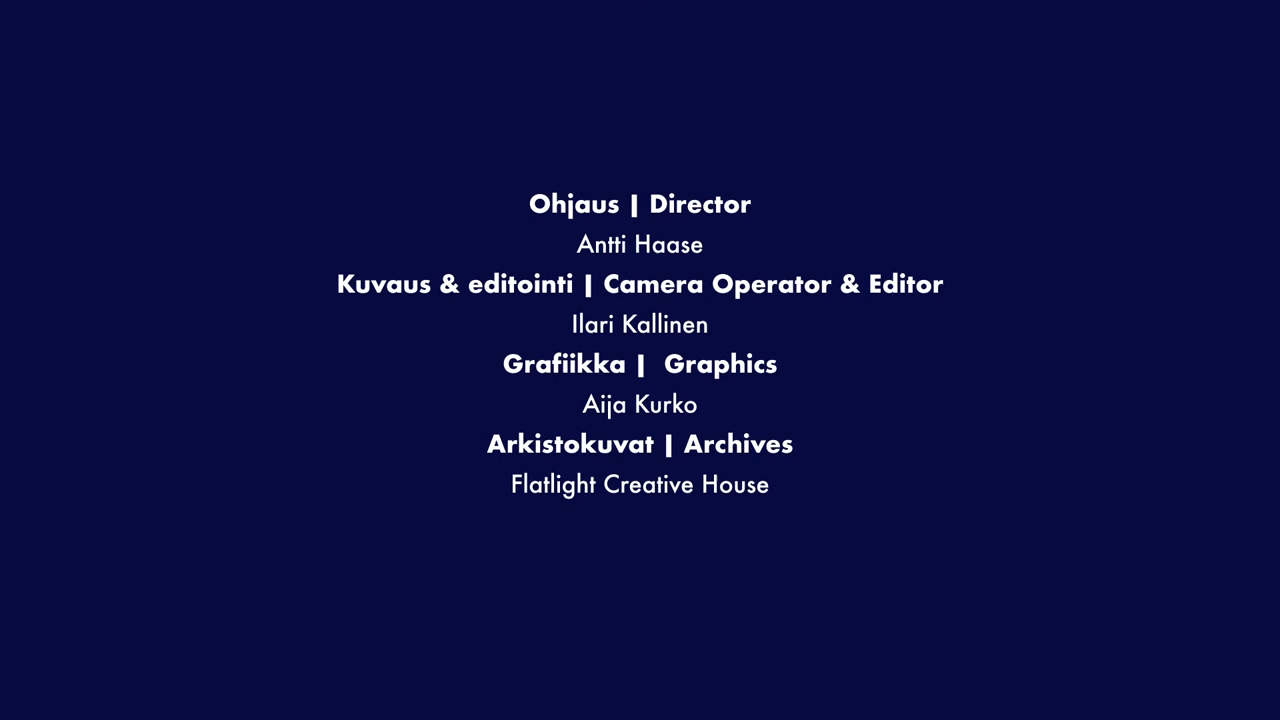 Ohjaus | Director
Antti Haase
Kuvaus & editointi | Camera Operator & Editor
Ilari Kallinen
Grafiikka | Graphics
Aija Kurko
Arkistokuvat | Archives
Flatlight Creative House